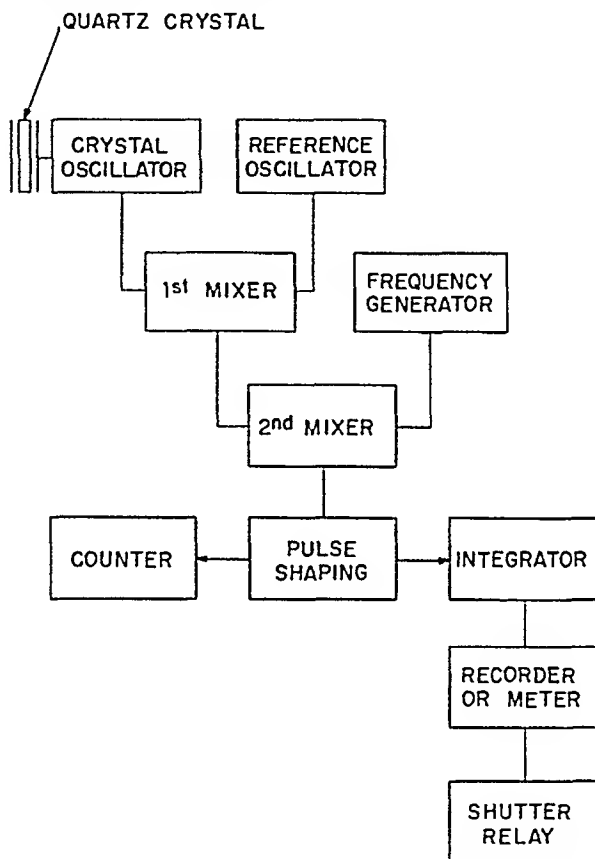 QUARTZ CRYSTAL
CRYSTAL
OSCILLATOR
REFERENCE
OSCILLATOR
1st MIXER
FREQUENCY
GENERATOR
2nd MIXER
COUNTER
PULSE
SHAPING
INTEGRATOR
RECORDER
OR METER
SHUTTER
RELAY